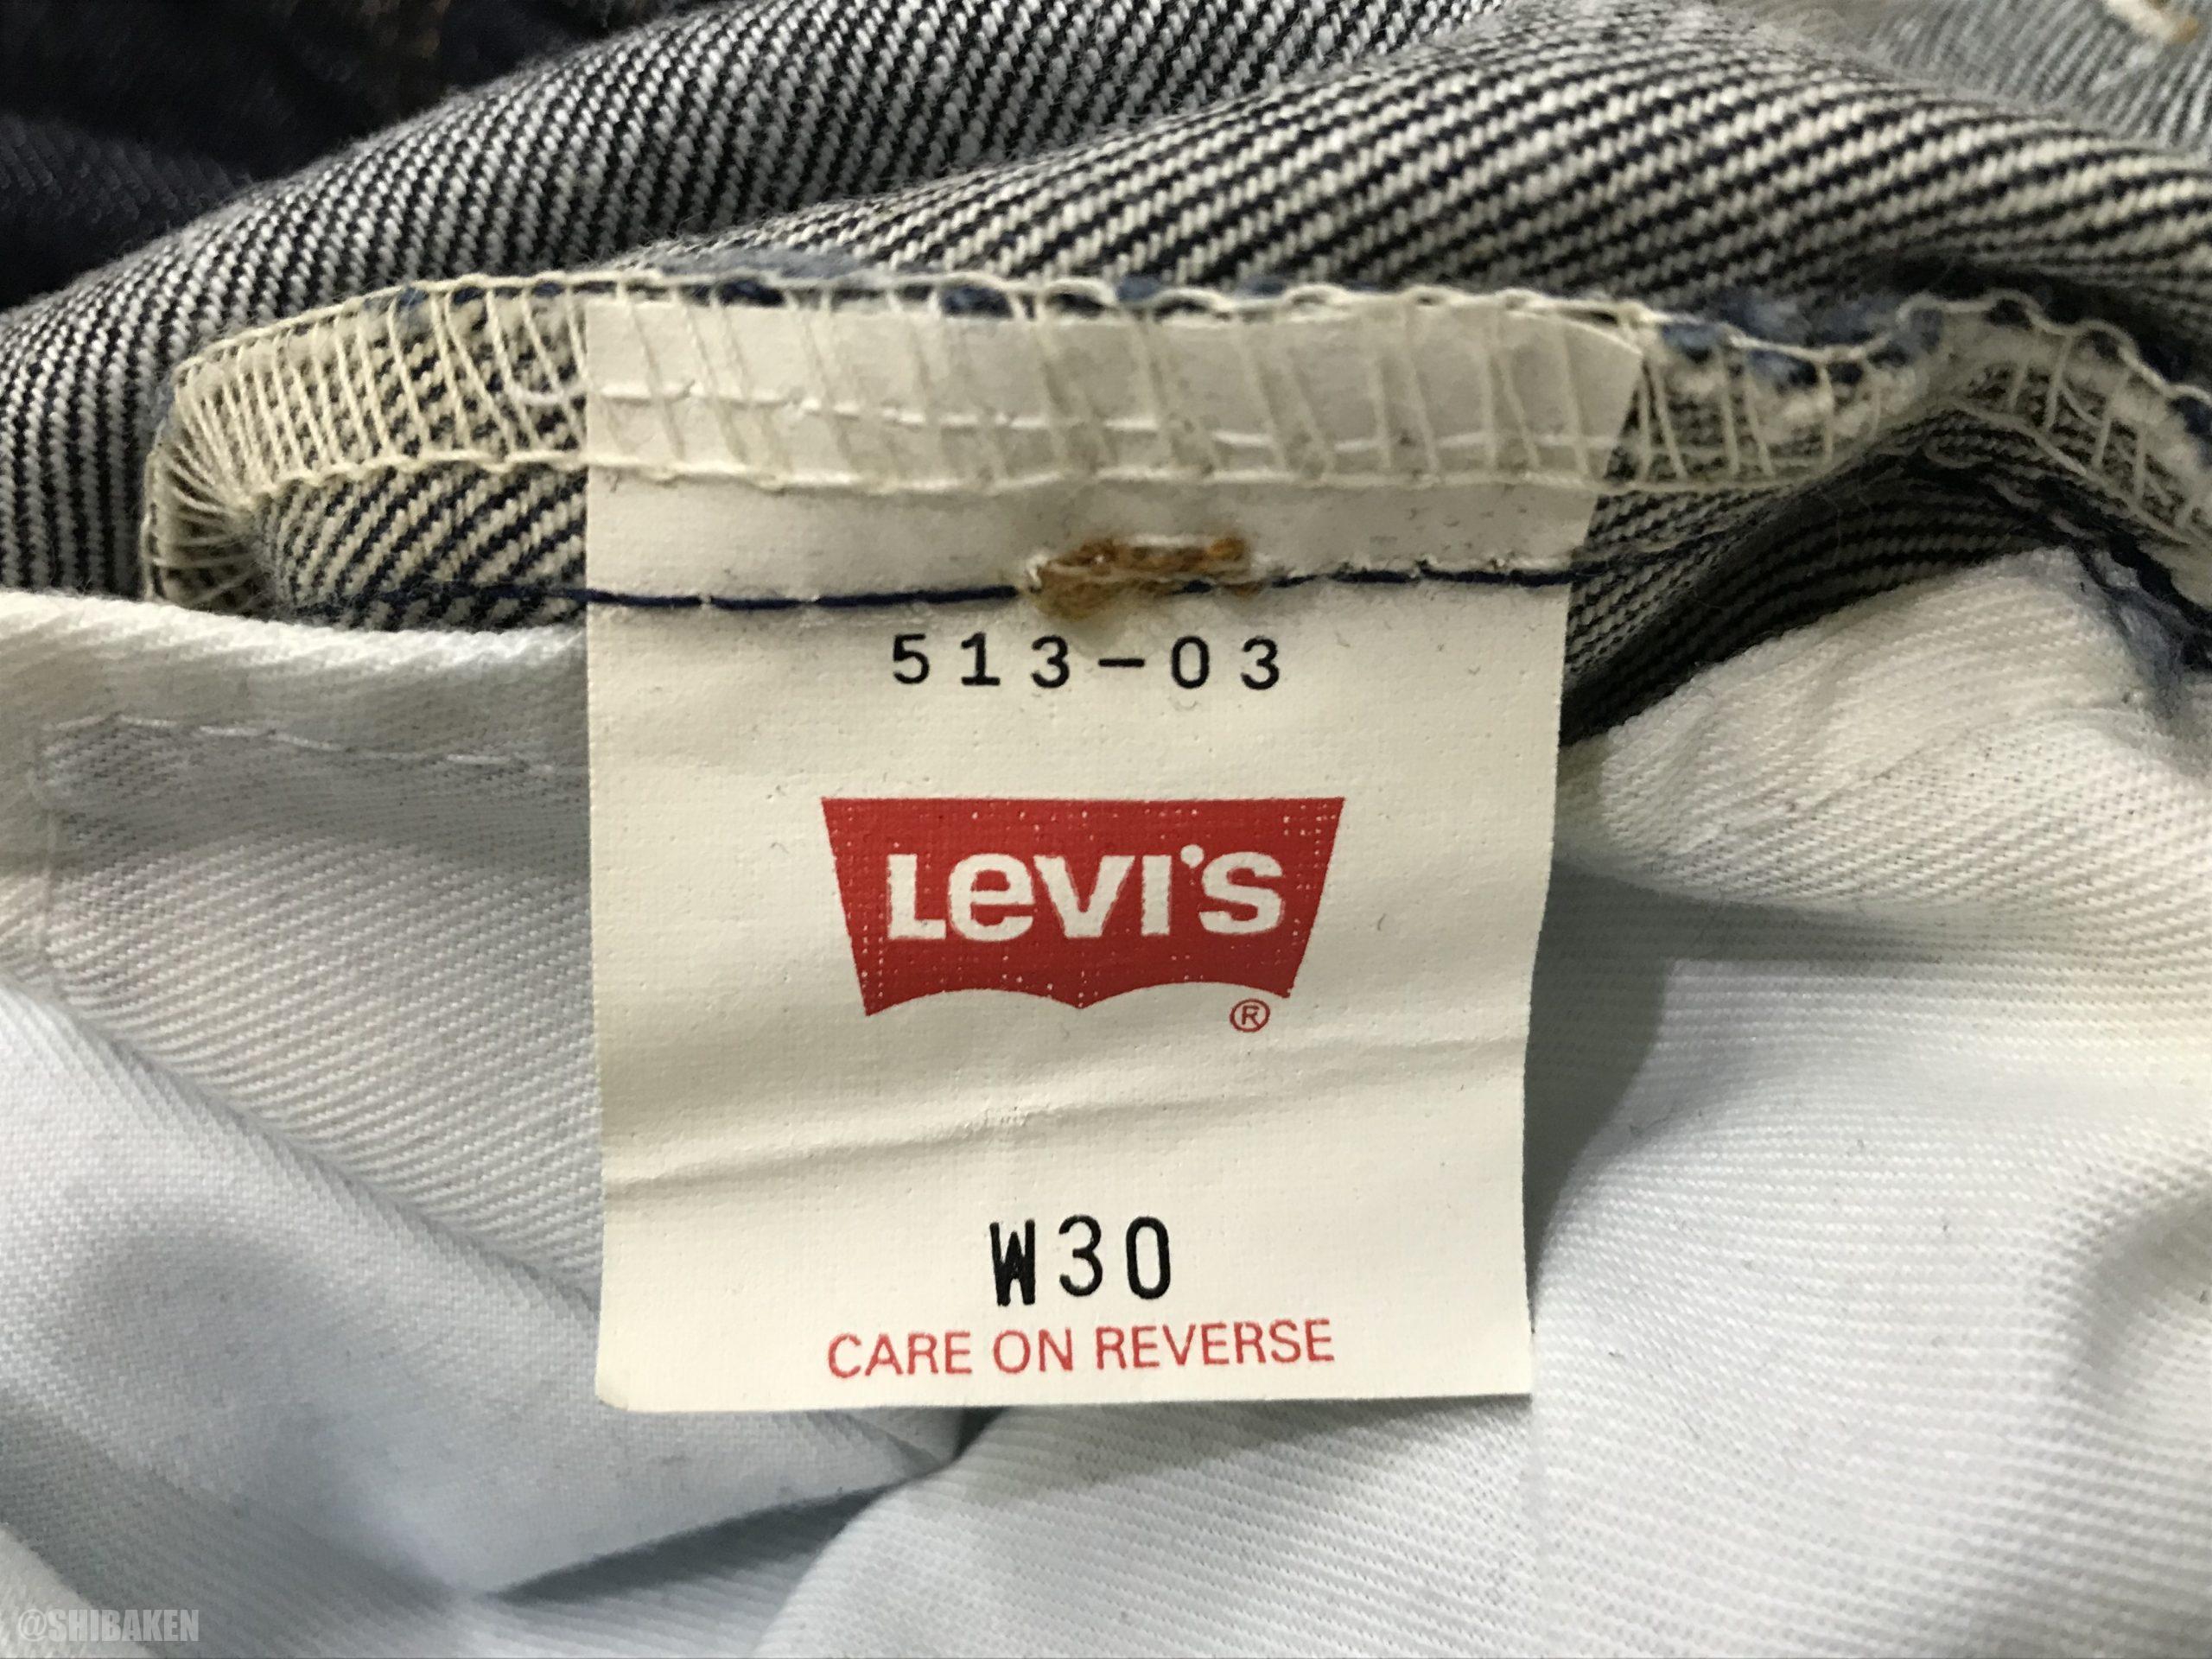 513-03
Levi's
®
W30
CARE ON REVERSE
@SHIBAKEN